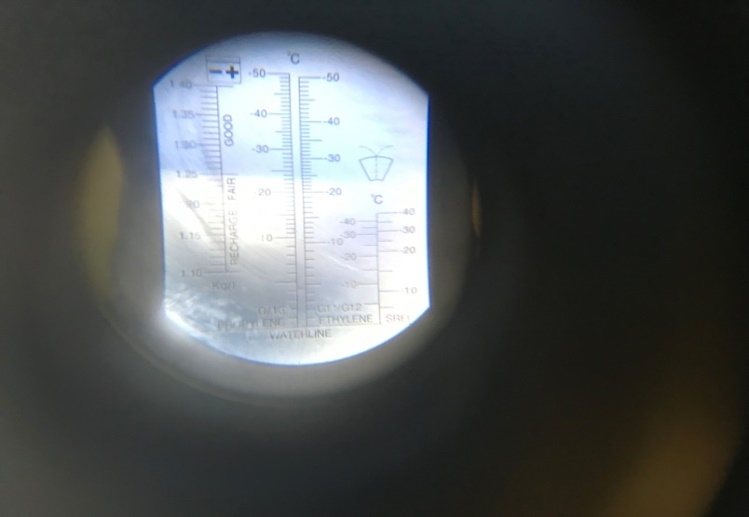 °C
- +
-50 -50
1.40
-40 -40
1.35
GOOD
1.30
-30 -30
1.25
FAIR
-20 -20
°C
1.20
-40 -40
RECHARGE
-30 -30
1.15
-10 -10
-20 -20
1.10
Kg/l
-10 -10
G11/G12
PROPYLENE ETHYLENE
WATERLINE